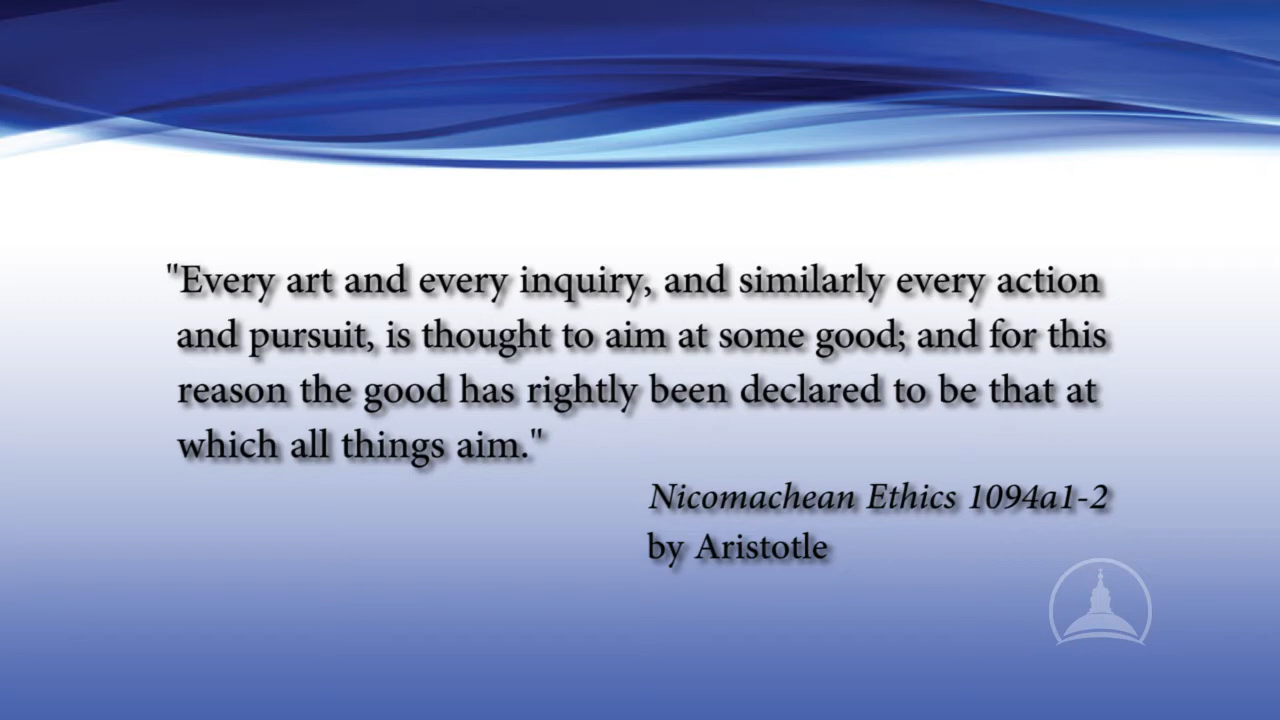 "Every art and every inquiry, and similarly every action
and pursuit, is thought to aim at some good; and for this
reason the good has rightly been declared to be that at
which all things aim."
Nicomachean Ethics 1094a1-2
by Aristotle